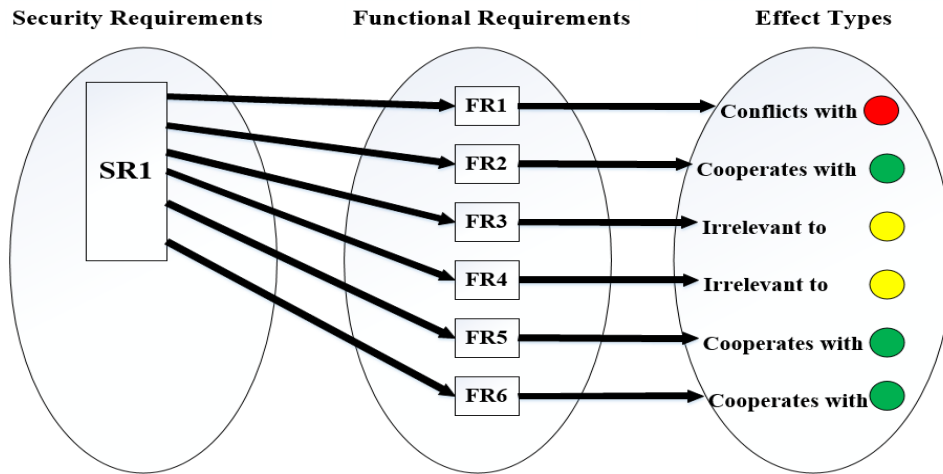 Security Requirements
Functional Requirements
Effect Types
SR1
FR1
Conflicts with
FR2
Cooperates with
FR3
Irrelevant to
FR4
Irrelevant to
FR5
Cooperates with
FR6
Cooperates with